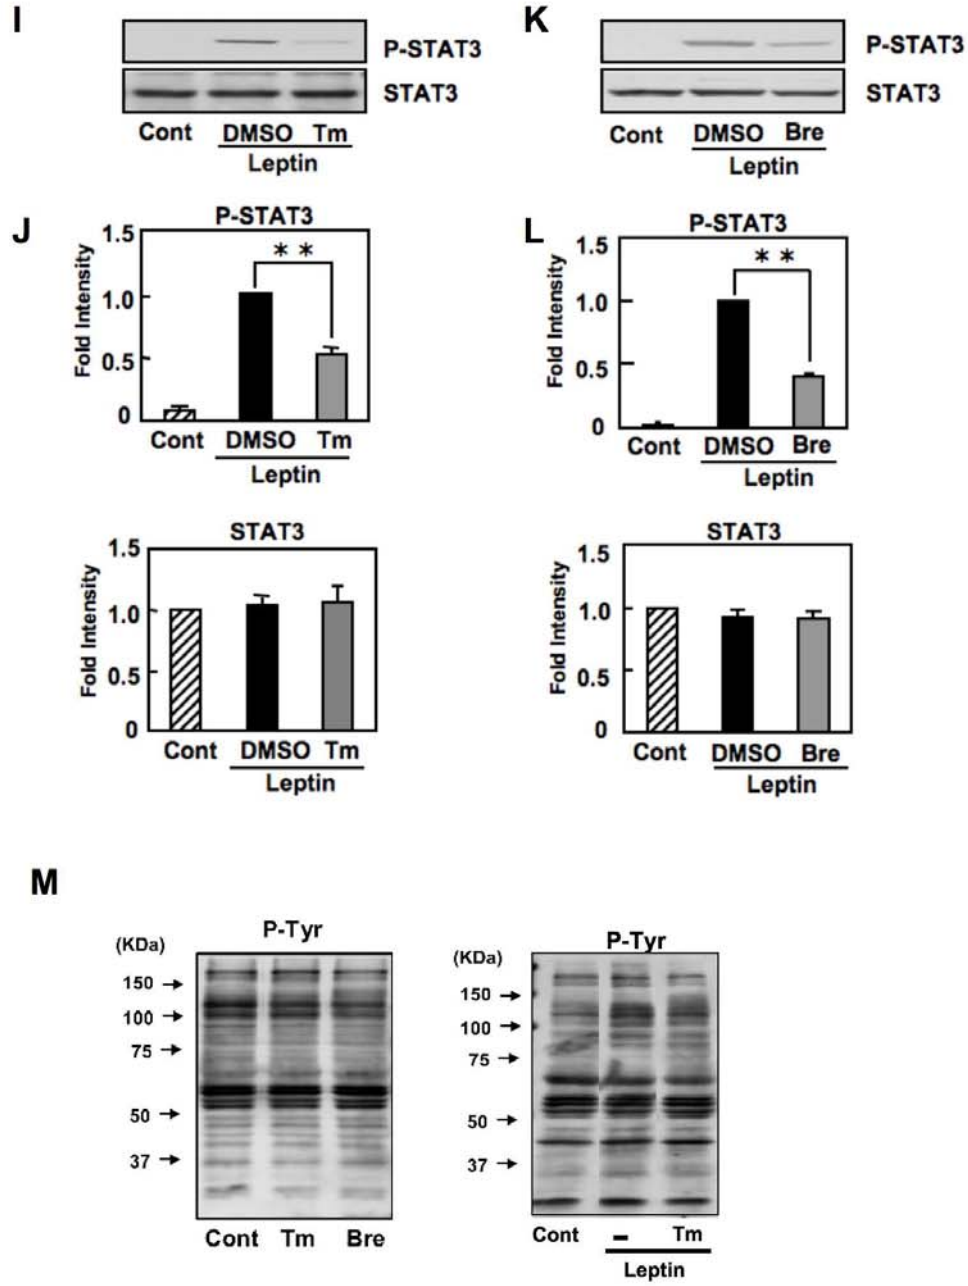 I
P-STAT3
STAT3
Cont DMSO Tm
Leptin
K
P-STAT3
STAT3
Cont DMSO Bre
Leptin
J
P-STAT3
Fold Intensity
1.5
1.0
0.5
0
* *
Cont DMSO Tm
Leptin
L
P-STAT3
Fold Intensity
1.5
1.0
0.5
0
* *
Cont DMSO Bre
Leptin
STAT3
Fold Intensity
1.5
1.0
0.5
0
Cont DMSO Tm
Leptin
STAT3
Fold Intensity
1.5
1.0
0.5
0
Cont DMSO Bre
Leptin
M
P-Tyr
(KDa)
150
100
75
50
37
Cont Tm Bre
P-Tyr
(KDa)
150
100
75
50
37
Cont - Tm
Leptin